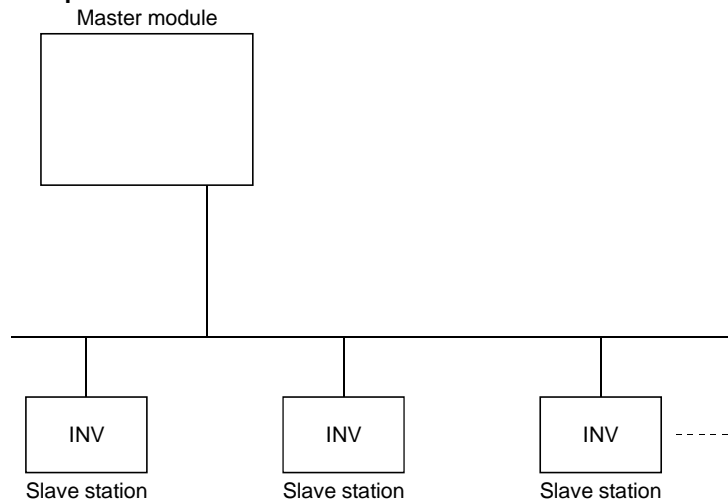 Master module
INV
INV
INV
Slave station
Slave station
Slave station